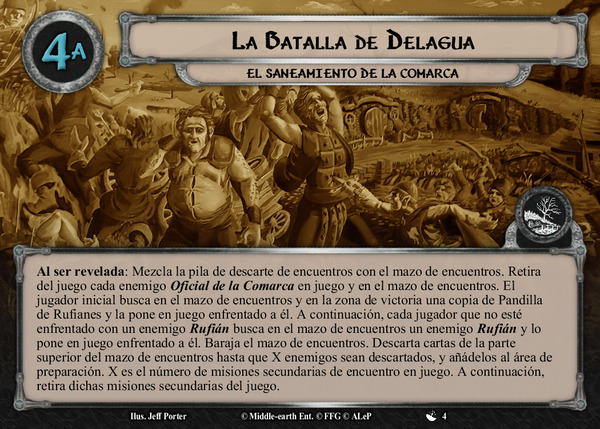 4A
La Batalla de Delagua
El Saneamiento de la Comarca
Al ser revelada: Mezcla la pila de descarte de encuentros con el mazo de encuentros. Retira
del juego cada enemigo Oficial de la Comarca en juego y en el mazo de encuentros. El
jugador inicial busca en el mazo de encuentros y en la zona de victoria una copia de Pandilla
de Rufianes y la pone en juego enfrentado a él. A continuación, cada jugador que no esté
enfrentado con un enemigo Rufián busca en el mazo de encuentros un enemigo Rufián y lo
pone en juego enfrentado a él. Baraja el mazo de encuentros. Descarta cartas de la parte
superior del mazo de encuentros hasta que X enemigos sean descartados, y añádelos al área de
preparación. X es el número de misiones secundarias de encuentro en juego. A continuación,
retira dichas misiones secundarias del juego.
Ilus. Jeff Porter © Middle-earth Ent. © FFG © ALeP 4